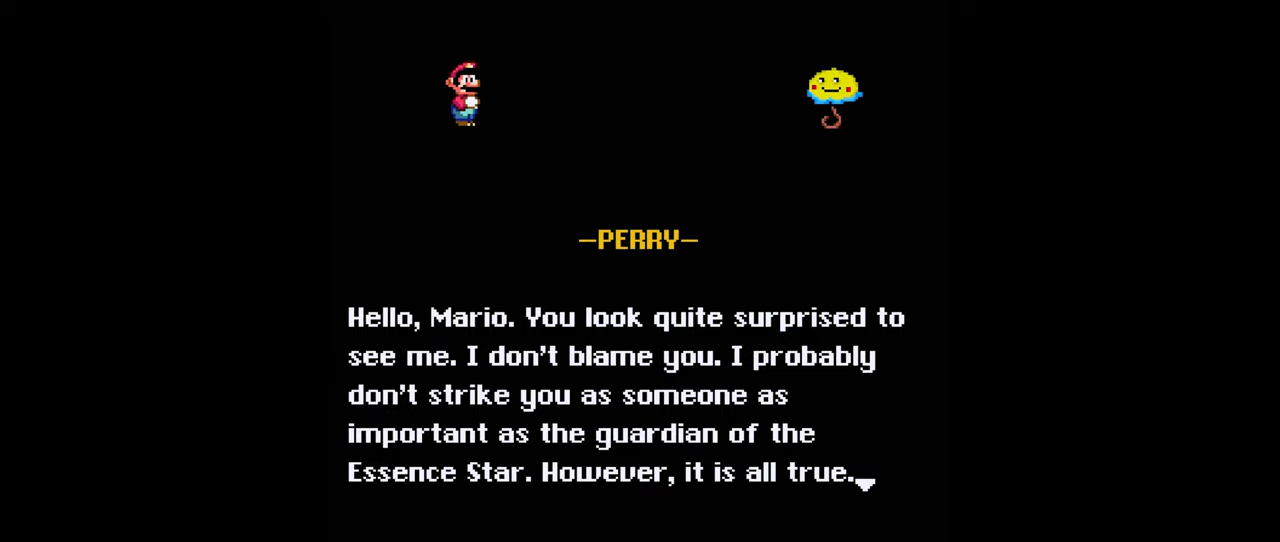 —PERRY—
Hello, Mario. You look quite surprised to
see me. I don't blame you. I probably
don't strike you as someone as
important as the guardian of the
Essence Star. However, it is all true.